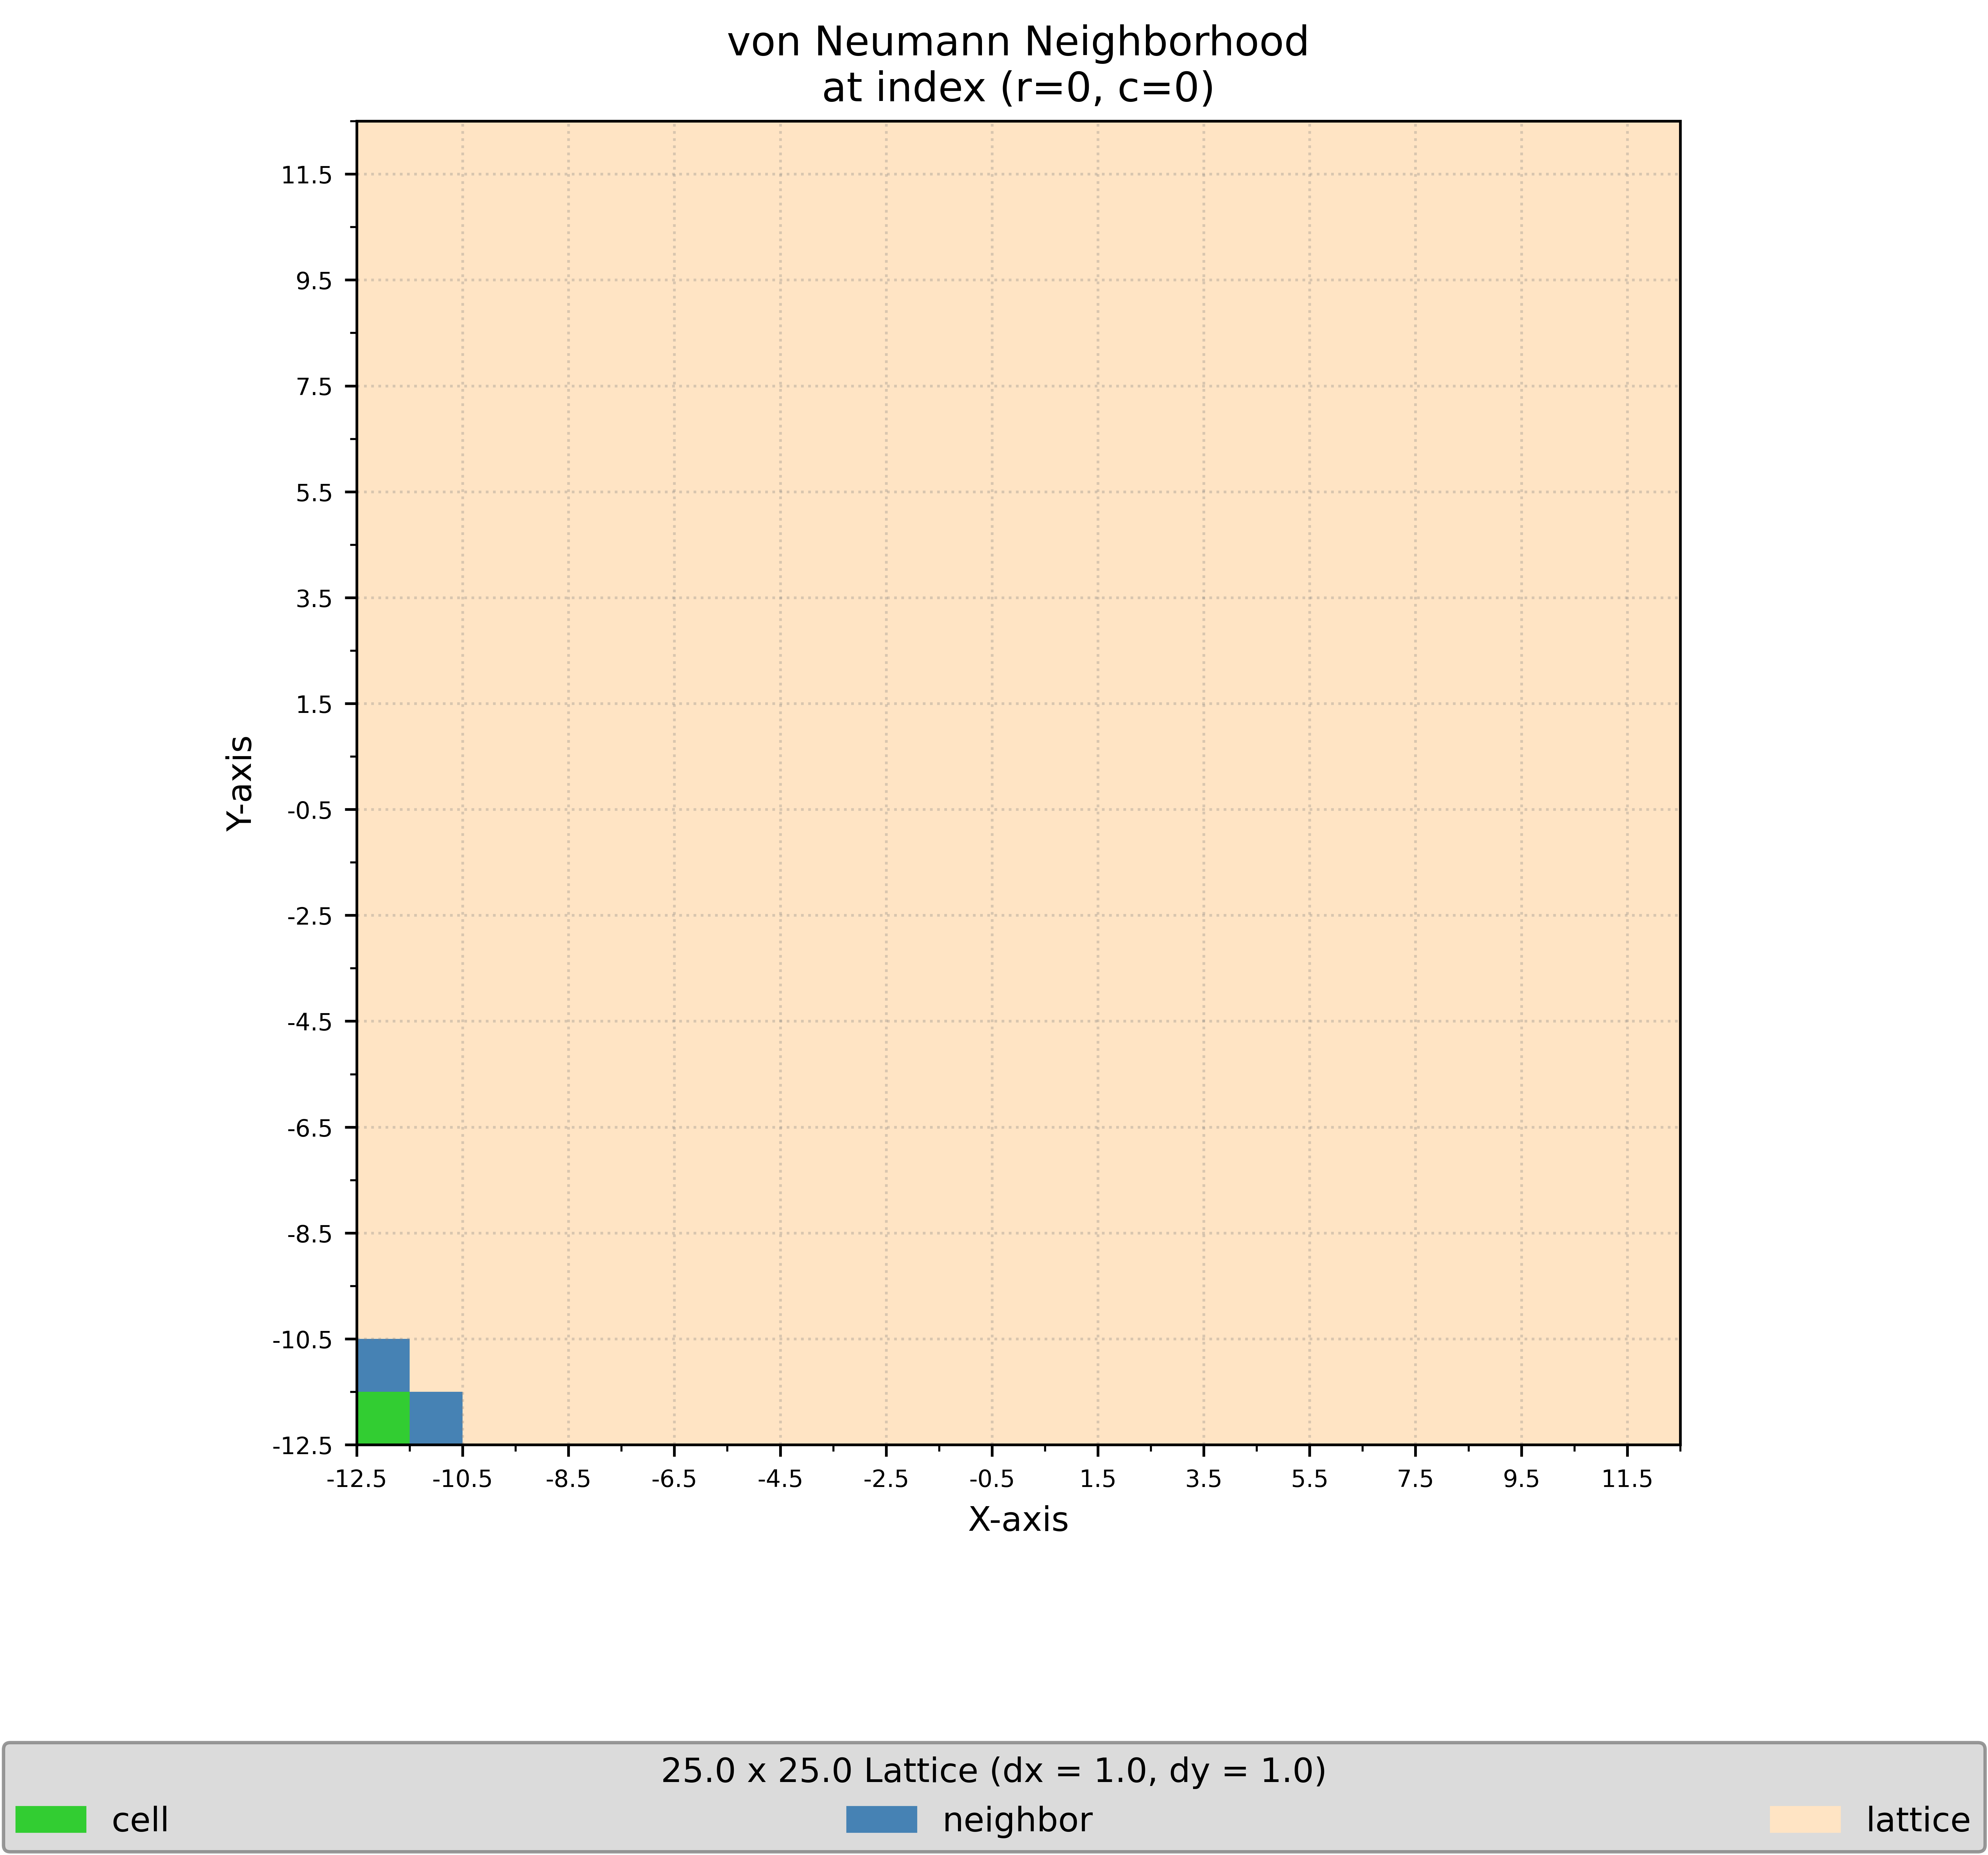 von Neumann Neighborhood
at index (r=0, c=0)
11.5
9.5
7.5
5.5
3.5
1.5
Y-axis
-0.5
-2.5
-4.5
-6.5
-8.5
-10.5
-12.5
-12.5 -10.5 -8.5 -6.5 -4.5 -2.5 -0.5 1.5 3.5 5.5 7.5 9.5 11.5
X-axis
25.0 x 25.0 Lattice (dx = 1.0, dy = 1.0)
cell neighbor lattice